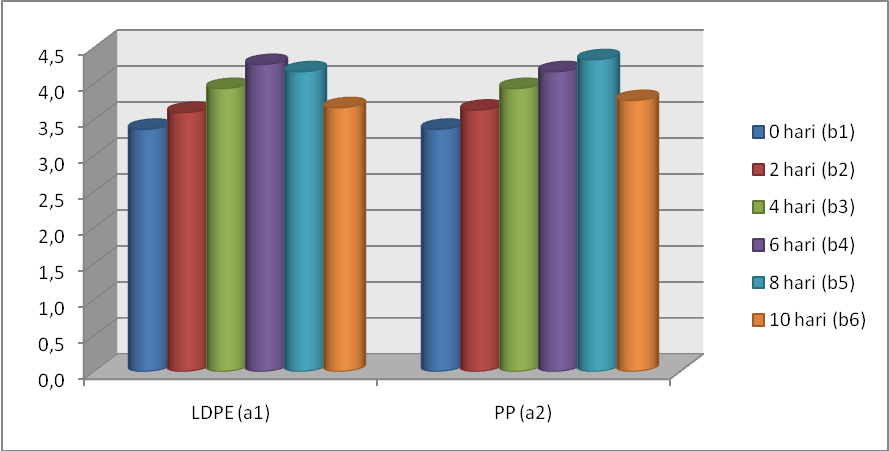 4,5
4,0
3,5
3,0
2,5
2,0
1,5
1,0
0,5
0,0
LDPE (a1)
PP (a2)
0 hari (b1)
2 hari (b2)
4 hari (b3)
6 hari (b4)
8 hari (b5)
10 hari (b6)